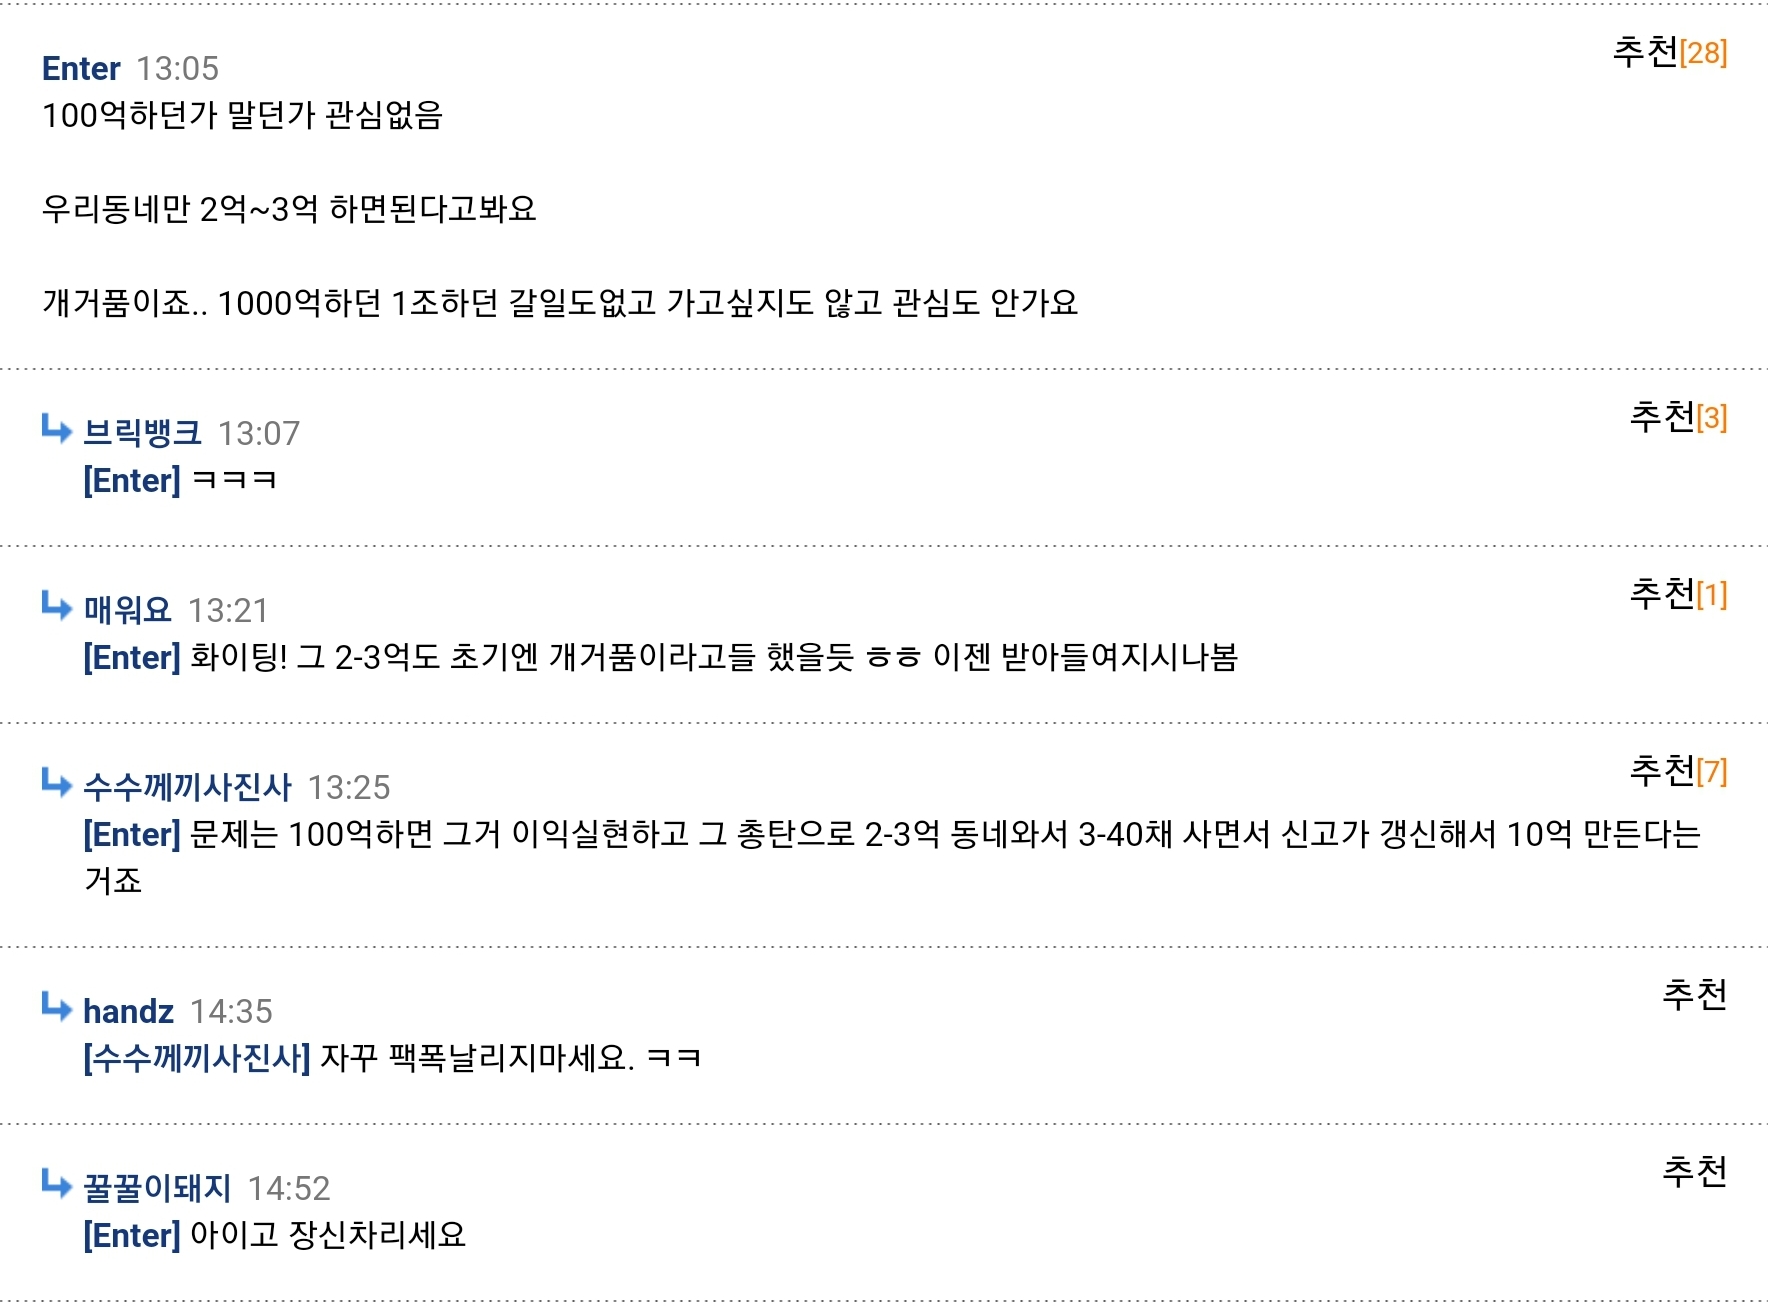 Enter 13:05 추천[28]
100억하던가 말던가 관심없음
우리동네만 2억~3억 하면된다고봐요
개거품이죠.. 1000억하던 1조하던 갈일도없고 가고싶지도 않고 관심도 안가요
브릭뱅크 13:07 추천[3]
[Enter] ㅋㅋㅋ
매워요 13:21 추천[1]
[Enter] 화이팅! 그 2-3억도 초기엔 개거품이라고들 했을듯 ㅎㅎ 이젠 받아들여지시나봄
수수께끼사진사 13:25 추천[7]
[Enter] 문제는 100억하면 그거 이익실현하고 그 총탄으로 2-3억 동네와서 3-40채 사면서 신고가 갱신해서 10억 만든다는
거죠
handz 14:35 추천
[수수께끼사진사] 자꾸 팩폭날리지마세요. ㅋㅋ
꿀꿀이돼지 14:52 추천
[Enter] 아이고 장신차리세요